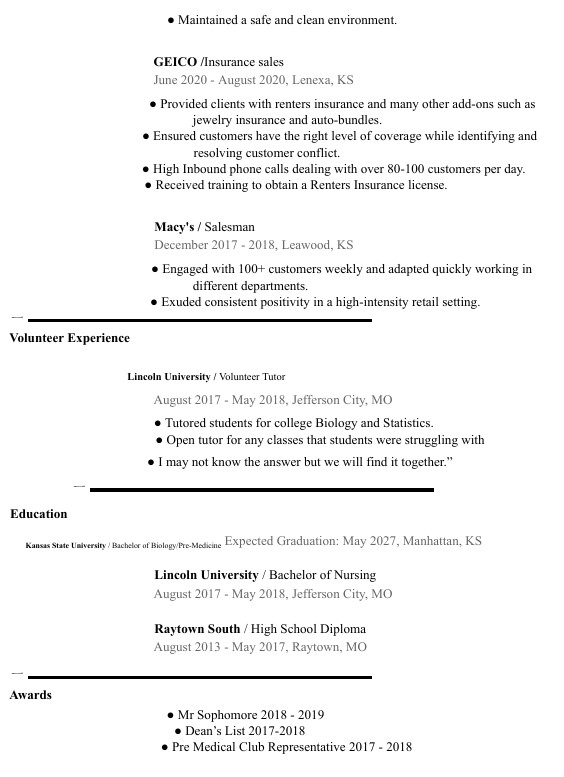 ● Maintained a safe and clean environment.
GEICO /Insurance sales
June 2020 - August 2020, Lenexa, KS
● Provided clients with renters insurance and many other add-ons such as
jewelry insurance and auto-bundles.
● Ensured customers have the right level of coverage while identifying and
resolving customer conflict.
● High Inbound phone calls dealing with over 80-100 customers per day.
● Received training to obtain a Renters Insurance license.
Macy's / Salesman
December 2017 - 2018, Leawood, KS
● Engaged with 100+ customers weekly and adapted quickly working in
different departments.
● Exuded consistent positivity in a high-intensity retail setting.
Volunteer Experience
Lincoln University / Volunteer Tutor
August 2017 - May 2018, Jefferson City, MO
● Tutored students for college Biology and Statistics.
● Open tutor for any classes that students were struggling with
● I may not know the answer but we will find it together.”
Education
Kansas State University / Bachelor of Biology/Pre-Medicine Expected Graduation: May 2027, Manhattan, KS
Lincoln University / Bachelor of Nursing
August 2017 - May 2018, Jefferson City, MO
Raytown South / High School Diploma
August 2013 - May 2017, Raytown, MO
Awards
● Mr Sophomore 2018 - 2019
● Dean’s List 2017-2018
● Pre Medical Club Representative 2017 - 2018